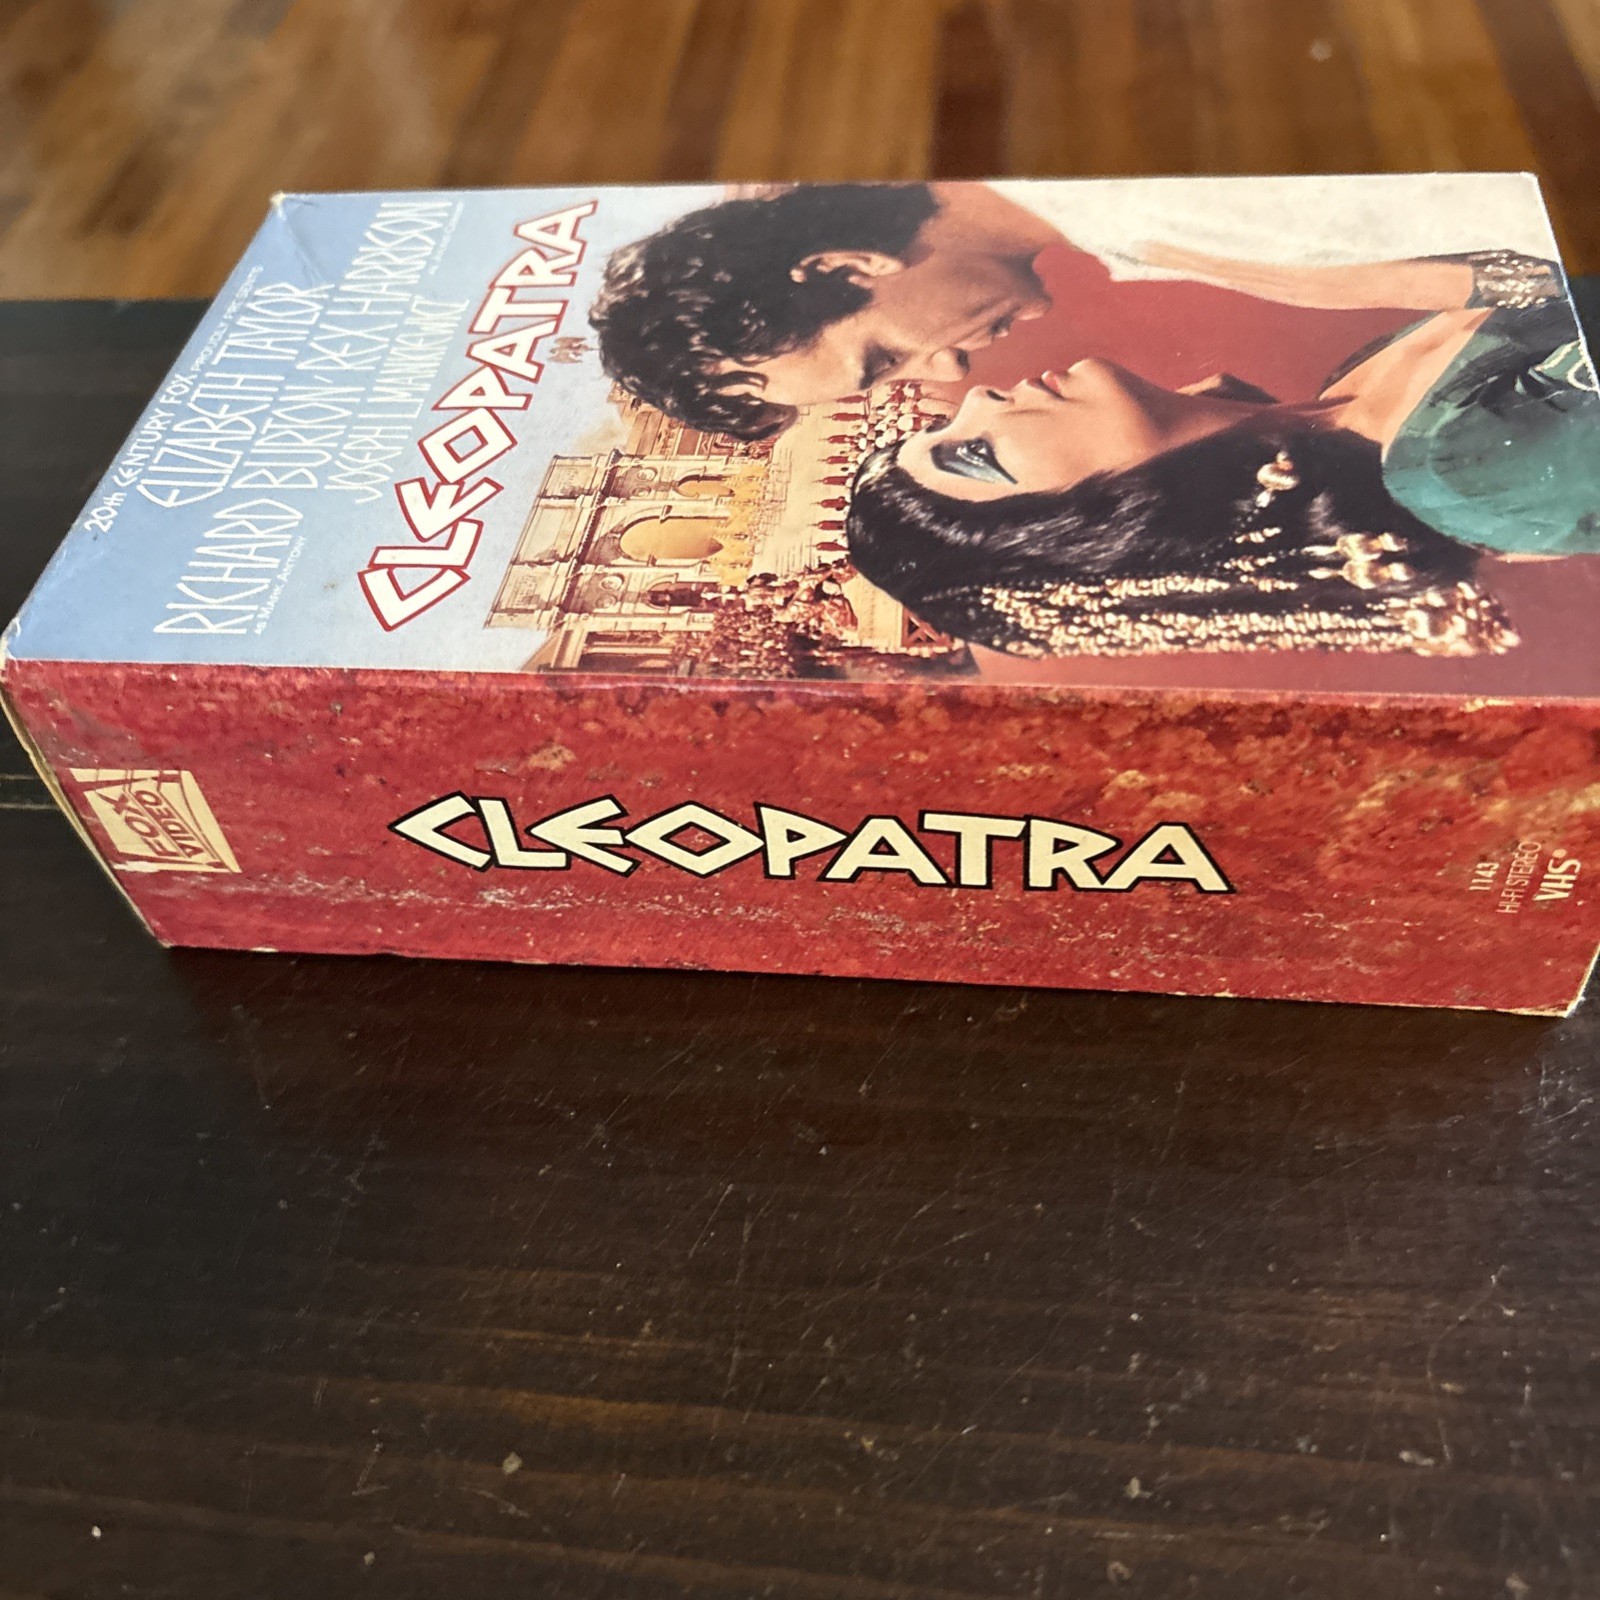 20th CENTURY FOX PROUDLY PRESENTS
ELIZABETH TAYLOR
RICHARD BURTON REX HARRISON
AS MARK ANTONY
JOSEPH L. MANKIEWICZ
CLEOPATRA
FOX
VIDEO
CLEOPATRA
1143
HI-FI STEREO
VHS